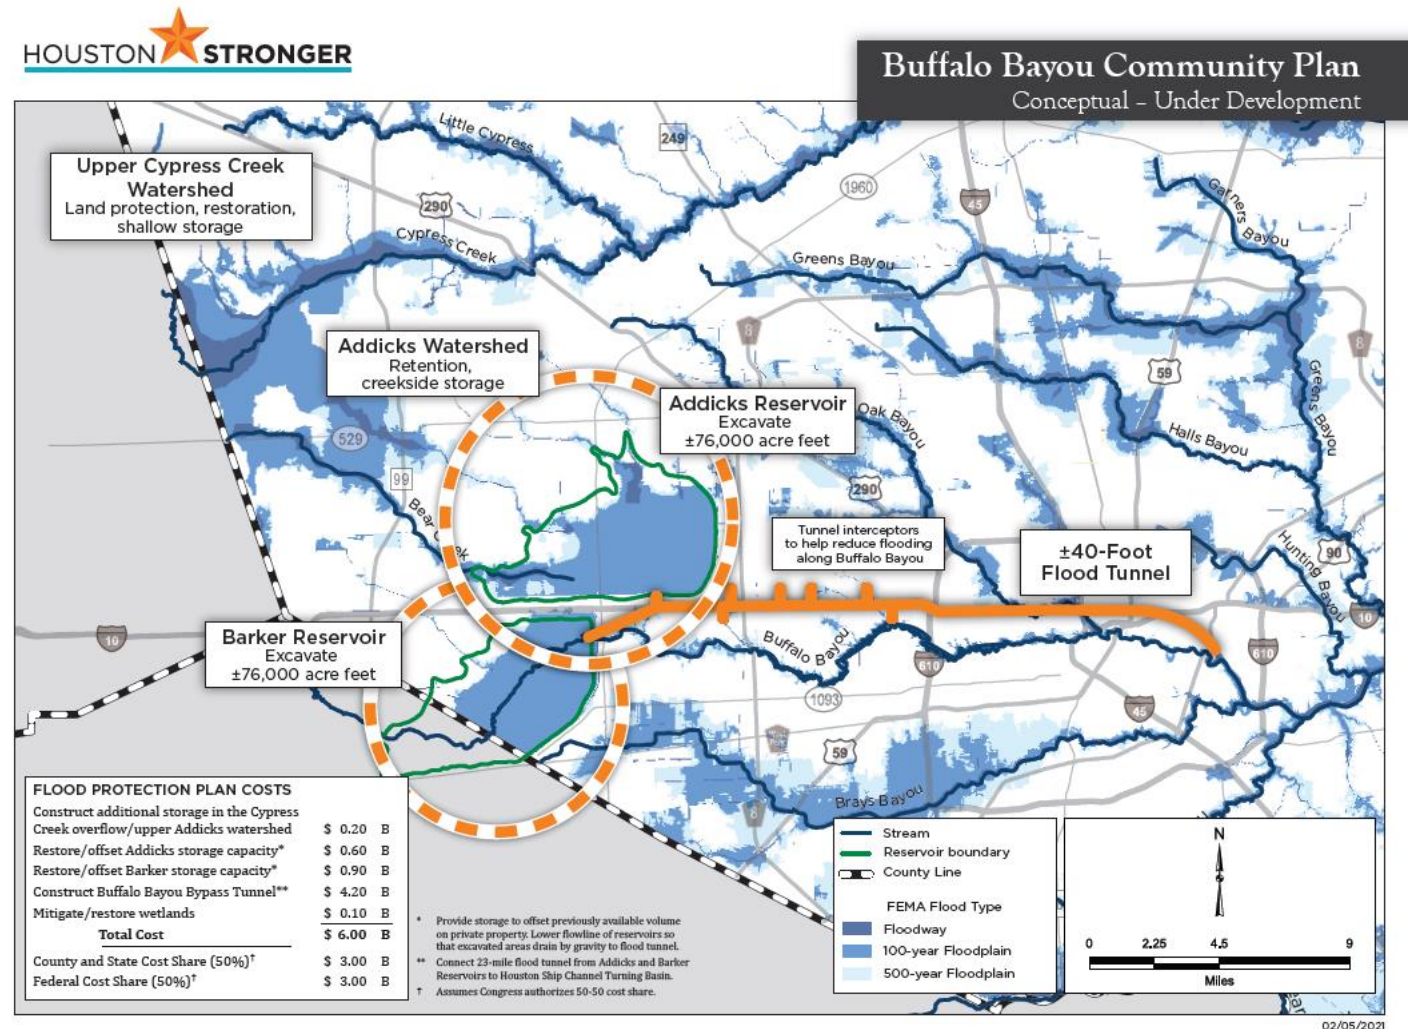 HOUSTON STRONGER
Buffalo Bayou Community Plan
Conceptual – Under Development
Upper Cypress Creek
Watershed
Land protection, restoration,
shallow storage
Little Cypress
249
1960
45
290
Cypress Creek
Greens Bayou
Garners
Bayou
8
8
59
Greens Bayou
Addicks Watershed
Retention,
creekside storage
Addicks Reservoir
Excavate
±76,000 acre feet
Oak Bayou
Halls Bayou
529
99
290
Bear Creek
Tunnel interceptors
to help reduce flooding
along Buffalo Bayou
±40-Foot
Flood Tunnel
90
Hunting Bayou
10
10
Barker Reservoir
Excavate
±76,000 acre feet
Buffalo Bayou
610
610
1093
45
59
Brays Bayou
8
FLOOD PROTECTION PLAN COSTS
Construct additional storage in the Cypress
Creek overflow/upper Addicks watershed $ 0.20 B
Restore/offset Addicks storage capacity* $ 0.60 B
Restore/offset Barker storage capacity* $ 0.90 B
Construct Buffalo Bayou Bypass Tunnel** $ 4.20 B
Mitigate/restore wetlands $ 0.10 B
Total Cost $ 6.00 B
County and State Cost Share (50%)† $ 3.00 B
Federal Cost Share (50%)† $ 3.00 B
* Provide storage to offset previously available volume
on private property. Lower flowline of reservoirs so
that excavated areas drain by gravity to flood tunnel.
** Connect 23-mile flood tunnel from Addicks and Barker
Reservoirs to Houston Ship Channel Turning Basin.
† Assumes Congress authorizes 50-50 cost share.
Stream
Reservoir boundary
County Line
FEMA Flood Type
Floodway
100-year Floodplain
500-year Floodplain
N
0 2.25 4.5 9
Miles
02/05/2021